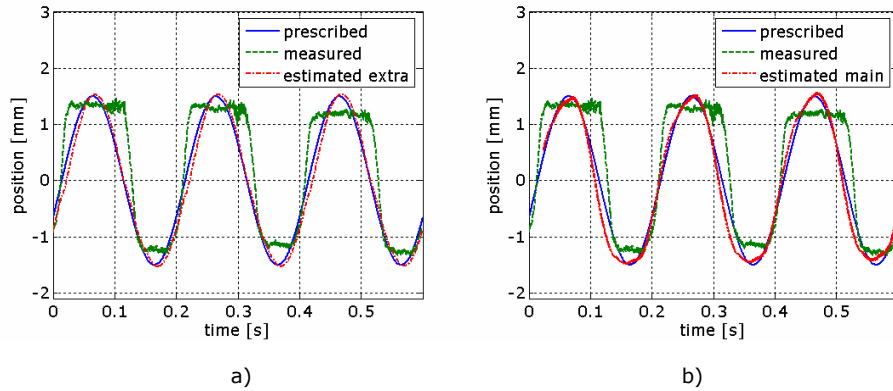 3
2
1
0
-1
-2
0
0.1
0.2
0.3
0.4
0.5
position [mm]
time [s]
prescribed
measured
estimated extra
a)
3
2
1
0
-1
-2
0
0.1
0.2
0.3
0.4
0.5
position [mm]
time [s]
prescribed
measured
estimated main
b)